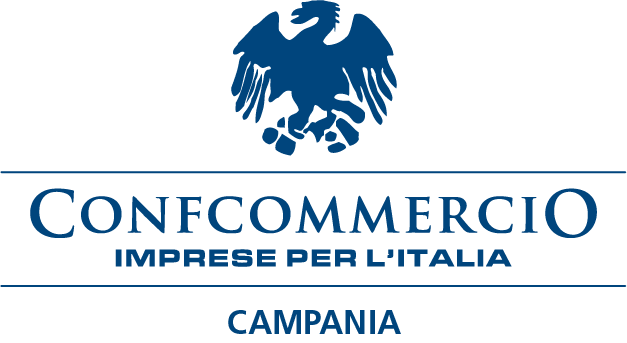 CONFCOMMERCIO
IMPRESE PER L'ITALIA
CAMPANIA